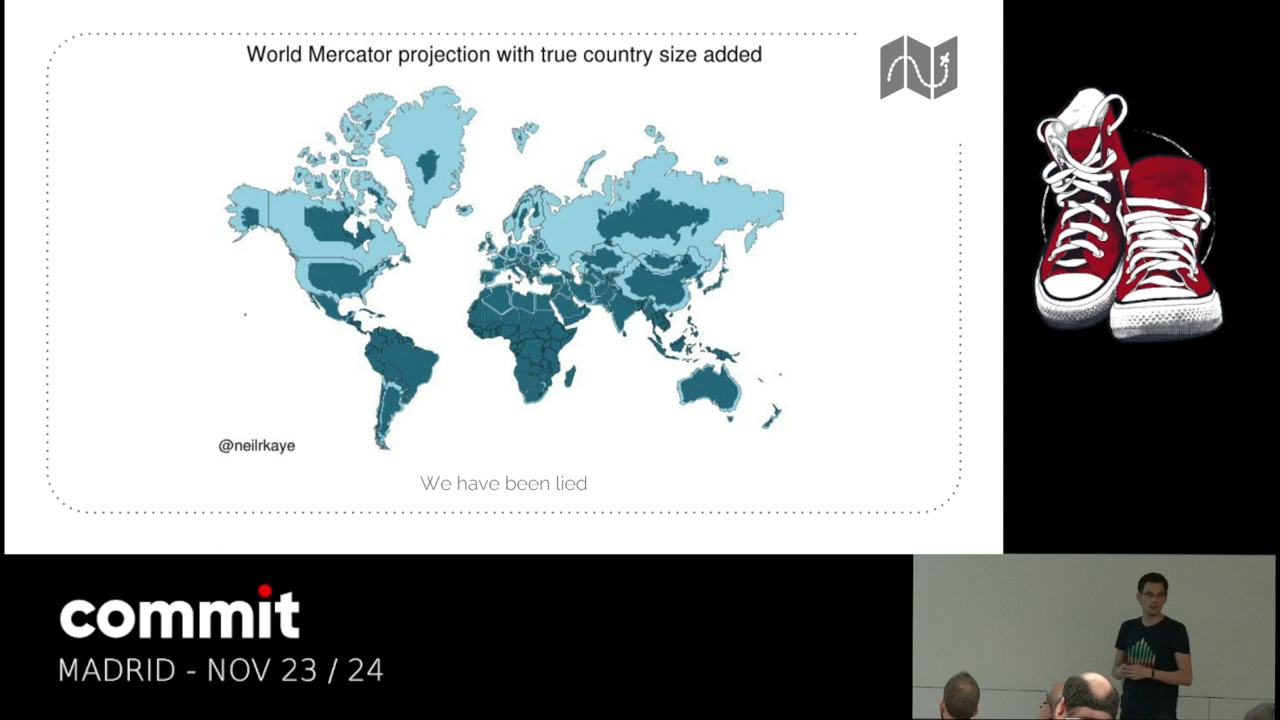 World Mercator projection with true country size added
@neilrkaye
We have been lied
commit
MADRID - NOV 23 / 24